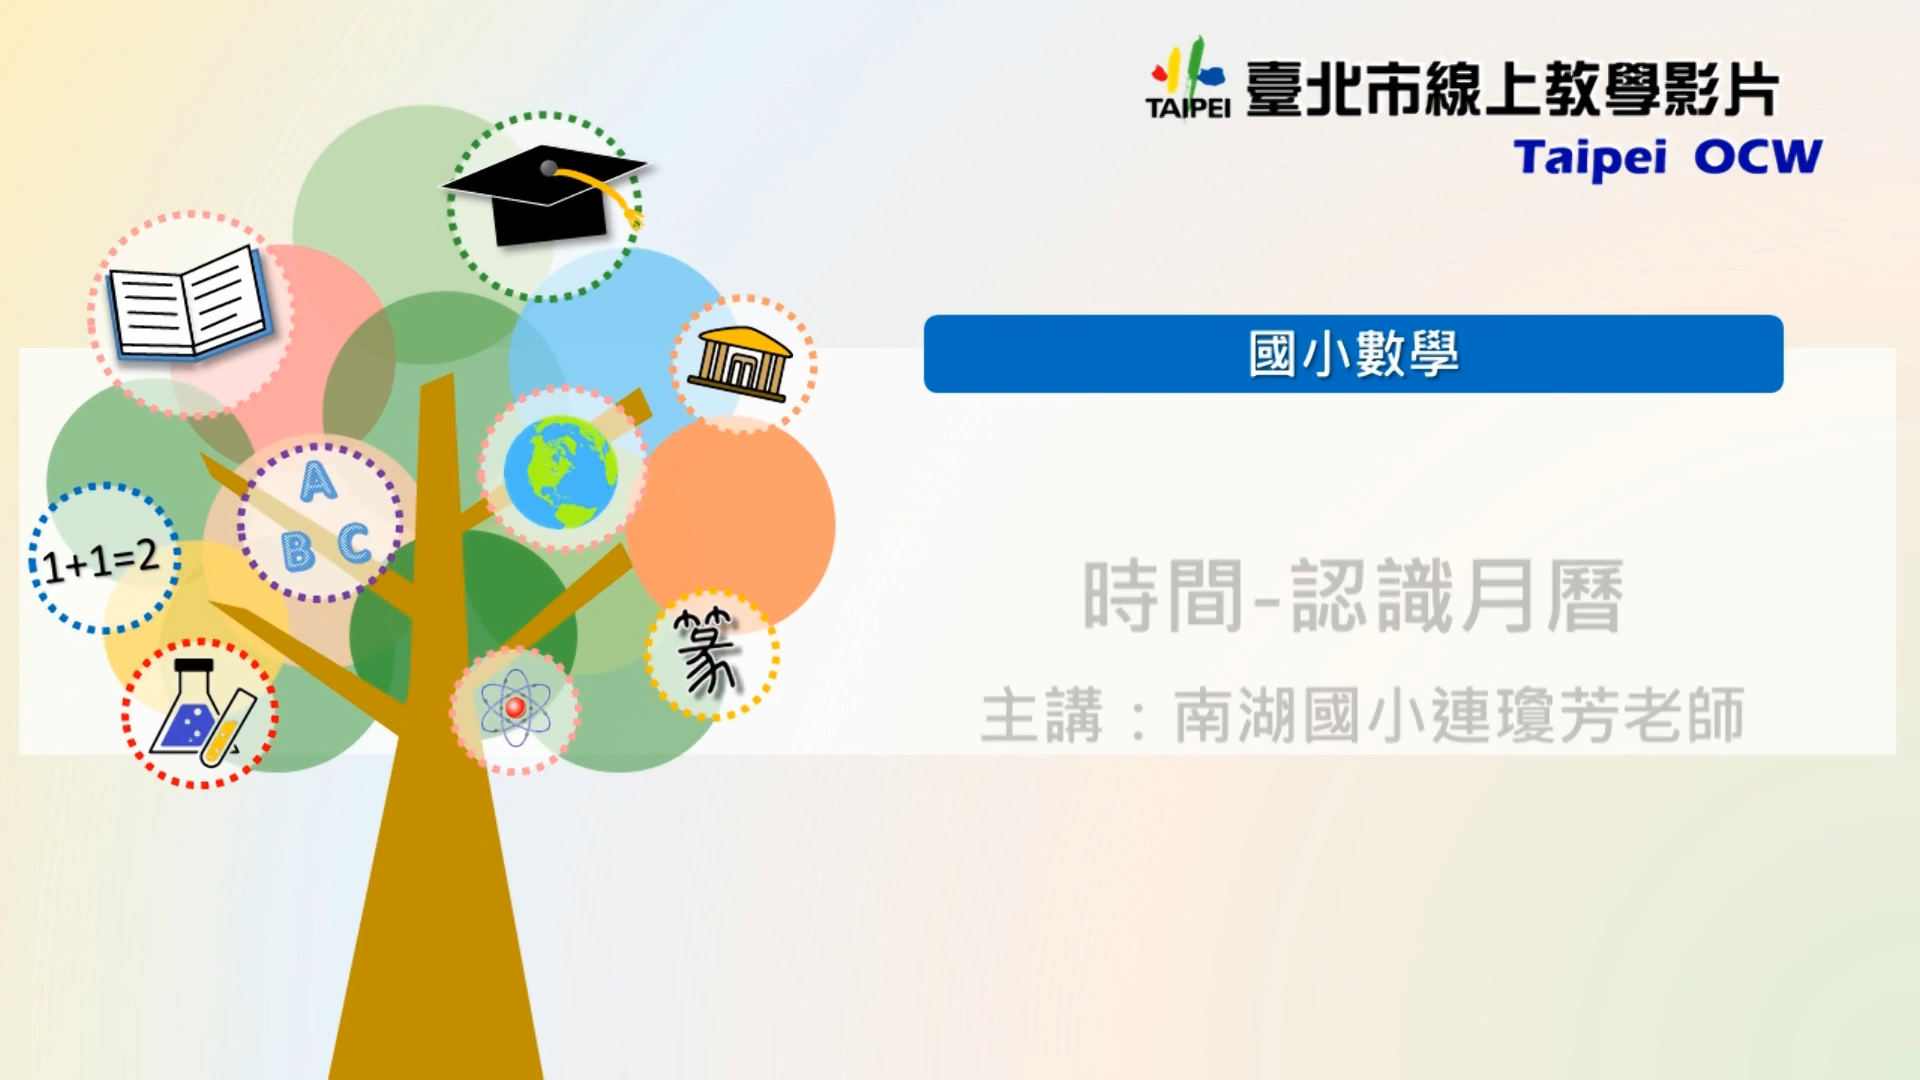 TAIPEI 臺北市線上教學影片
Taipei OCW
國小數學
時間-認識月曆
主講：南湖國小連瓊芳老師
A
B C
1+1=2
篆